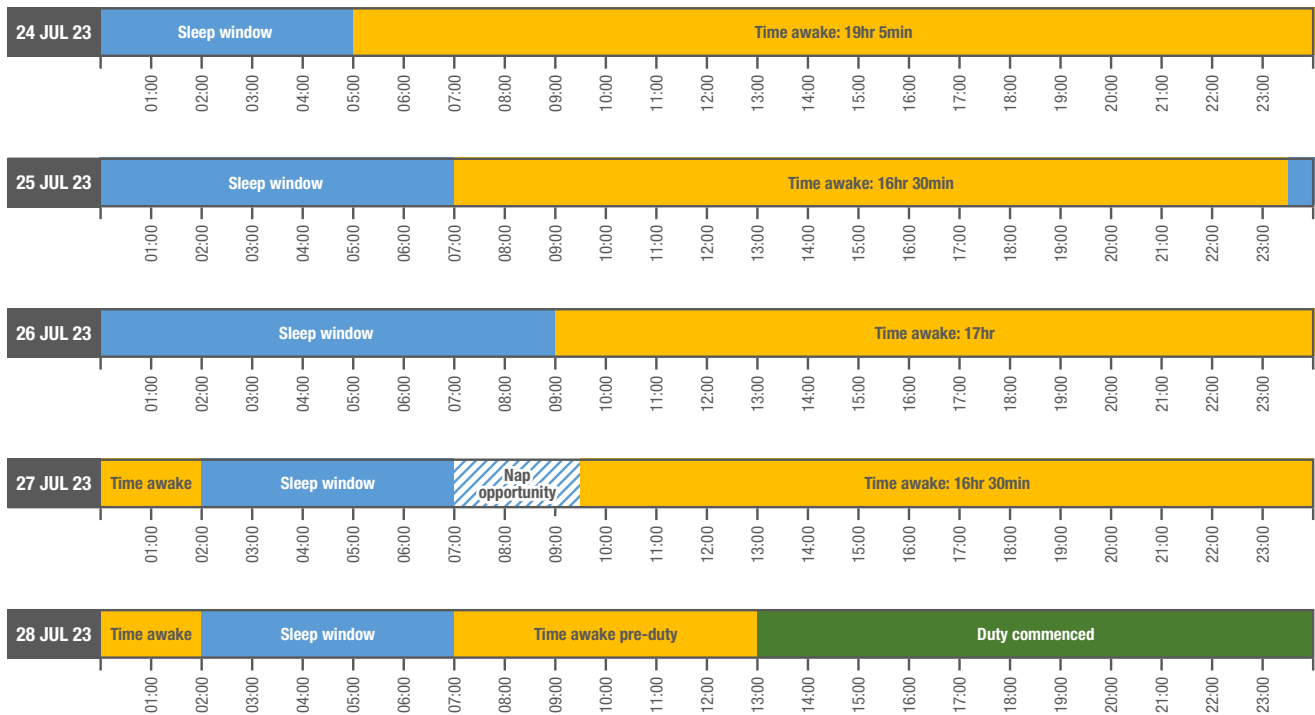 24 JUL 23 Sleep window Time awake: 19hr 5min
01:00 02:00 03:00 04:00 05:00 06:00 07:00 08:00 09:00 10:00 11:00 12:00 13:00 14:00 15:00 16:00 17:00 18:00 19:00 20:00 21:00 22:00 23:00
25 JUL 23 Sleep window Time awake: 16hr 30min
01:00 02:00 03:00 04:00 05:00 06:00 07:00 08:00 09:00 10:00 11:00 12:00 13:00 14:00 15:00 16:00 17:00 18:00 19:00 20:00 21:00 22:00 23:00
26 JUL 23 Sleep window Time awake: 17hr
01:00 02:00 03:00 04:00 05:00 06:00 07:00 08:00 09:00 10:00 11:00 12:00 13:00 14:00 15:00 16:00 17:00 18:00 19:00 20:00 21:00 22:00 23:00
27 JUL 23 Time awake Sleep window Nap
opportunity Time awake: 16hr 30min
01:00 02:00 03:00 04:00 05:00 06:00 07:00 08:00 09:00 10:00 11:00 12:00 13:00 14:00 15:00 16:00 17:00 18:00 19:00 20:00 21:00 22:00 23:00
28 JUL 23 Time awake Sleep window Time awake pre-duty Duty commenced
01:00 02:00 03:00 04:00 05:00 06:00 07:00 08:00 09:00 10:00 11:00 12:00 13:00 14:00 15:00 16:00 17:00 18:00 19:00 20:00 21:00 22:00 23:00